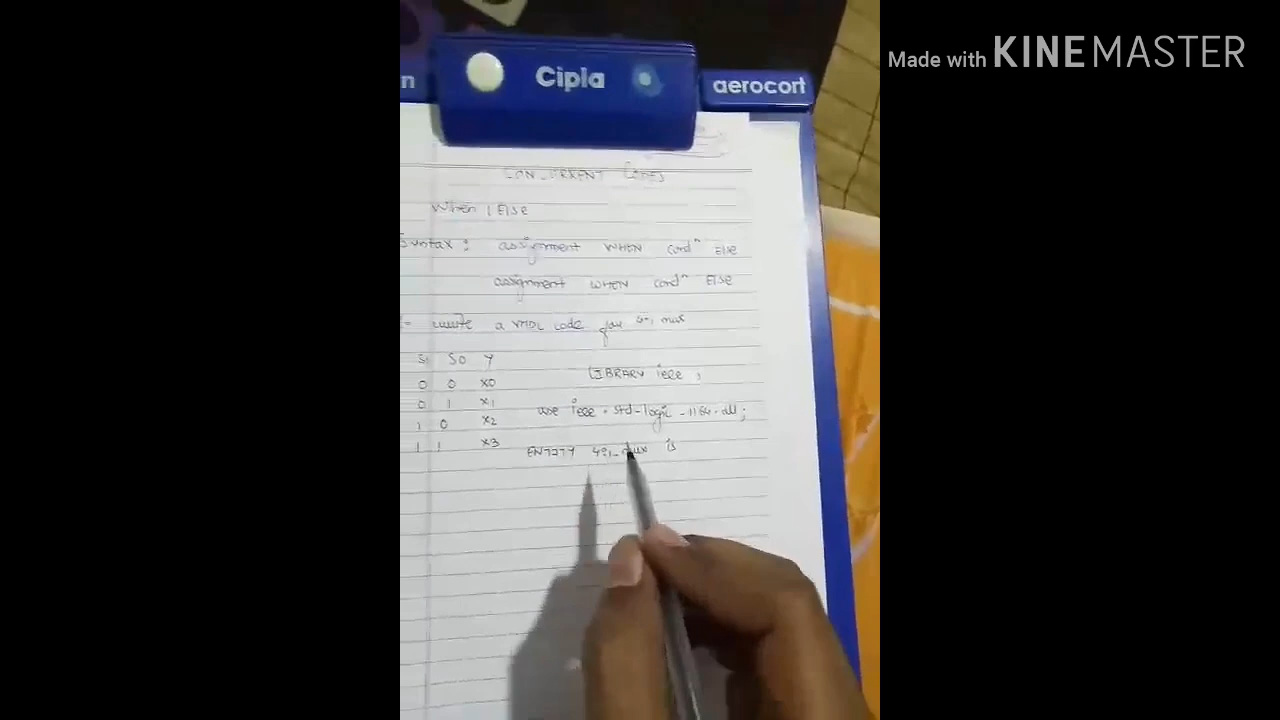 Made with KINEMASTER
n Cipla aerocort
CONCURRENT CODES
When / Else
Syntax : assignment WHEN condⁿ Else
assignment WHEN condⁿ Else
write a VHDL code for 4:1 mux
S1 S0 Y
0 0 X0
0 1 X1
1 0 X2
1 1 X3
LIBRARY ieee ;
use ieee . std-logic-1164.all;
ENTITY 4:1-mux is